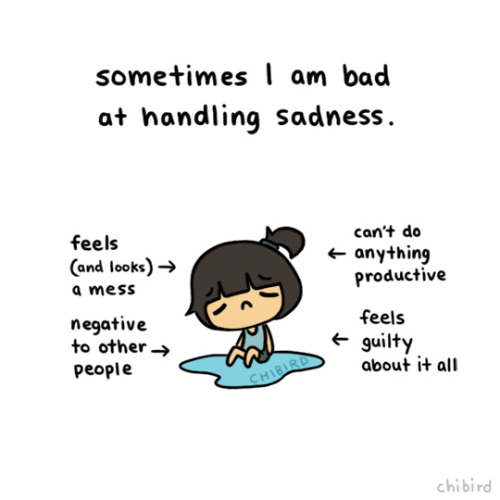 sometimes I am bad
at handling sadness.
feels
(and looks)
a mess
can't do
anything
productive
negative
to other
people
feels
guilty
about it all
CHIBIRD
chibird